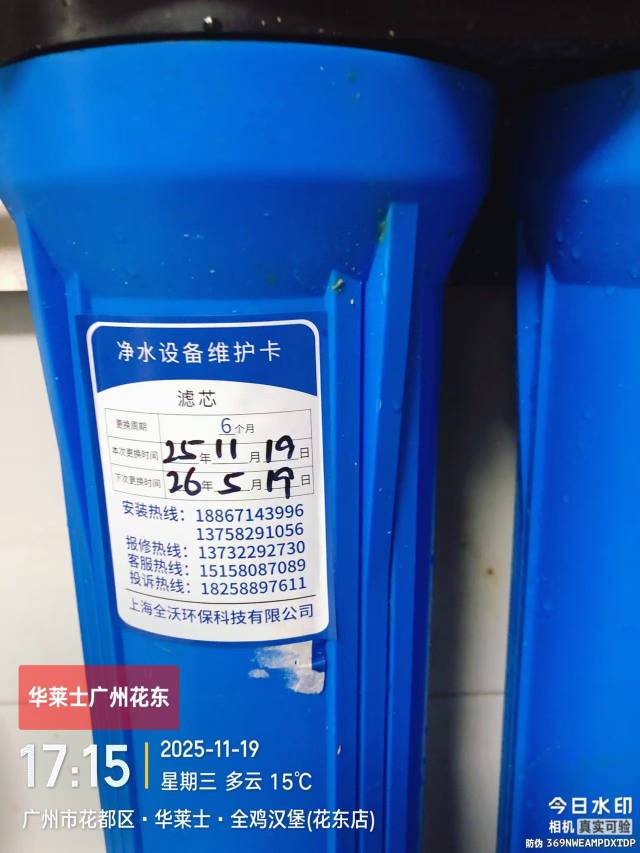 净水设备维护卡
滤芯
更换周期 6个月
本次更换时间 25年11月19日
下次更换时间 26年5月19日
安装热线：18867143996
13758291056
报修热线：13732292730
客服热线：15158087089
投诉热线：18258897611
上海全沃环保科技有限公司
华莱士广州花东
17:15
2025-11-19
星期三 多云 15℃
广州市花都区·华莱士·全鸡汉堡(花东店)
今日水印
相机 真实可验
防伪 369NWEAMPDXTDP